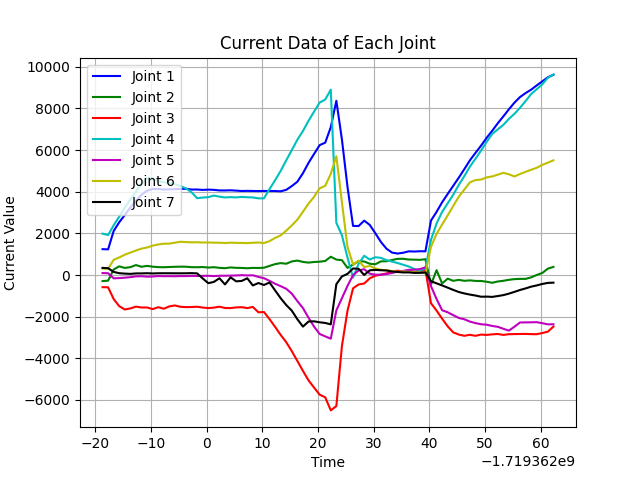 Current Data of Each Joint
Current Value
10000
8000
6000
4000
2000
0
−2000
−4000
−6000
Joint 1
Joint 2
Joint 3
Joint 4
Joint 5
Joint 6
Joint 7
−20 −10 0 10 20 30 40 50 60
Time
−1.719362e9